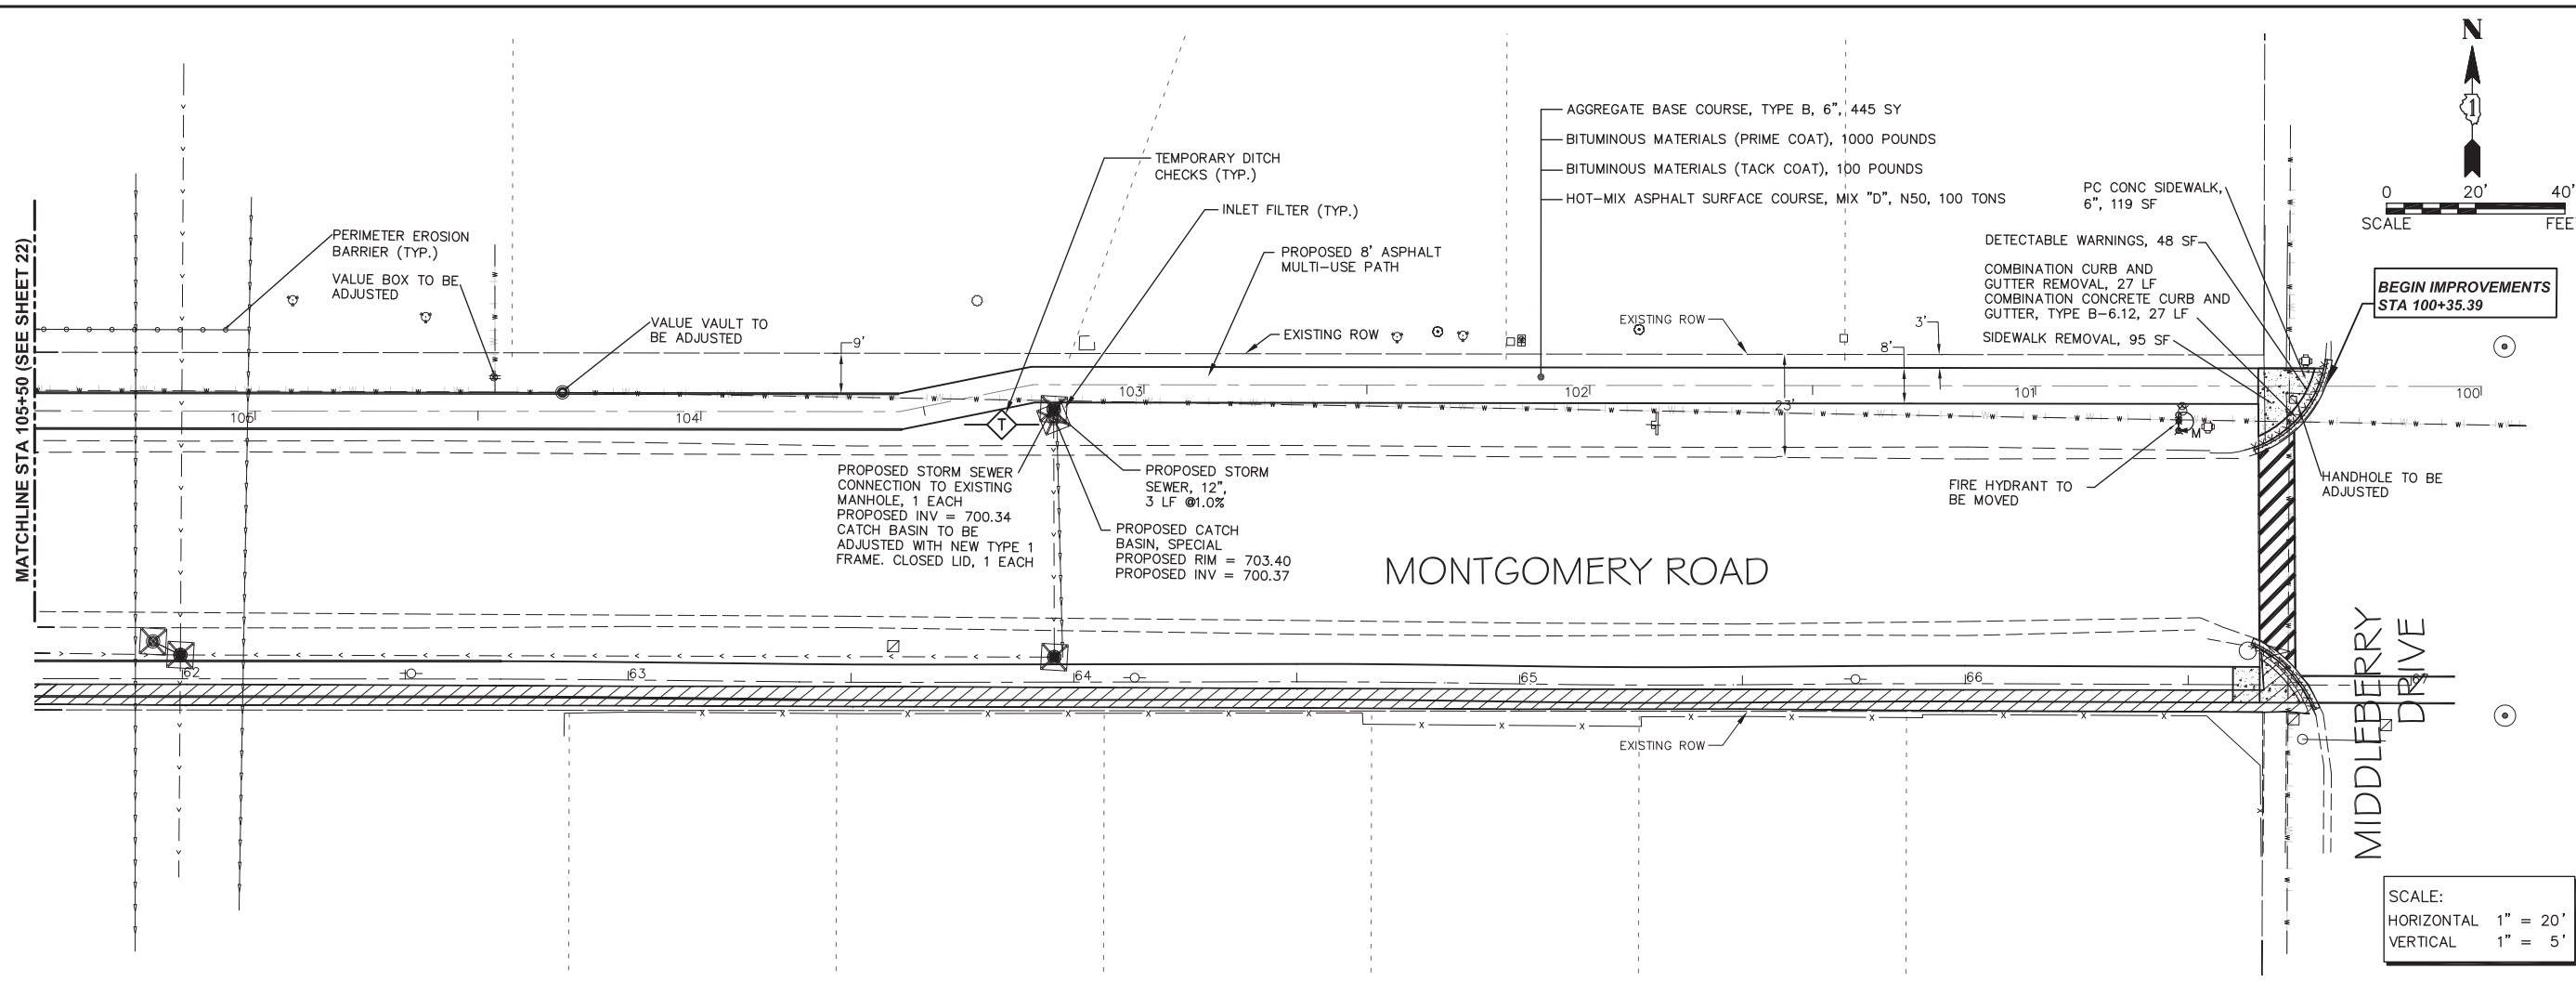 N
1
0 20' 40'
SCALE FEE
AGGREGATE BASE COURSE, TYPE B, 6", 445 SY
BITUMINOUS MATERIALS (PRIME COAT), 1000 POUNDS
BITUMINOUS MATERIALS (TACK COAT), 100 POUNDS
HOT-MIX ASPHALT SURFACE COURSE, MIX "D", N50, 100 TONS
TEMPORARY DITCH
CHECKS (TYP.)
INLET FILTER (TYP.)
PROPOSED 8' ASPHALT
MULTI-USE PATH
PERIMETER EROSION
BARRIER (TYP.)
VALUE BOX TO BE
ADJUSTED
VALUE VAULT TO
BE ADJUSTED
9'
EXISTING ROW
EXISTING ROW
3'
8'
23'
PC CONC SIDEWALK,
6", 119 SF
DETECTABLE WARNINGS, 48 SF
COMBINATION CURB AND
GUTTER REMOVAL, 27 LF
COMBINATION CONCRETE CURB AND
GUTTER, TYPE B-6.12, 27 LF
SIDEWALK REMOVAL, 95 SF
BEGIN IMPROVEMENTS
STA 100+35.39
MATCHLINE STA 105+50 (SEE SHEET 22)
105 104 103 102 101 100
T
M
PROPOSED STORM SEWER
CONNECTION TO EXISTING
MANHOLE, 1 EACH
PROPOSED INV = 700.34
CATCH BASIN TO BE
ADJUSTED WITH NEW TYPE 1
FRAME. CLOSED LID, 1 EACH
PROPOSED STORM
SEWER, 12",
3 LF @1.0%
PROPOSED CATCH
BASIN, SPECIAL
PROPOSED RIM = 703.40
PROPOSED INV = 700.37
FIRE HYDRANT TO
BE MOVED
HANDHOLE TO BE
ADJUSTED
MONTGOMERY ROAD
62 63 64 65 66 67
EXISTING ROW
MIDDLEBERRY
DRIVE
SCALE:
HORIZONTAL 1" = 20'
VERTICAL 1" = 5'